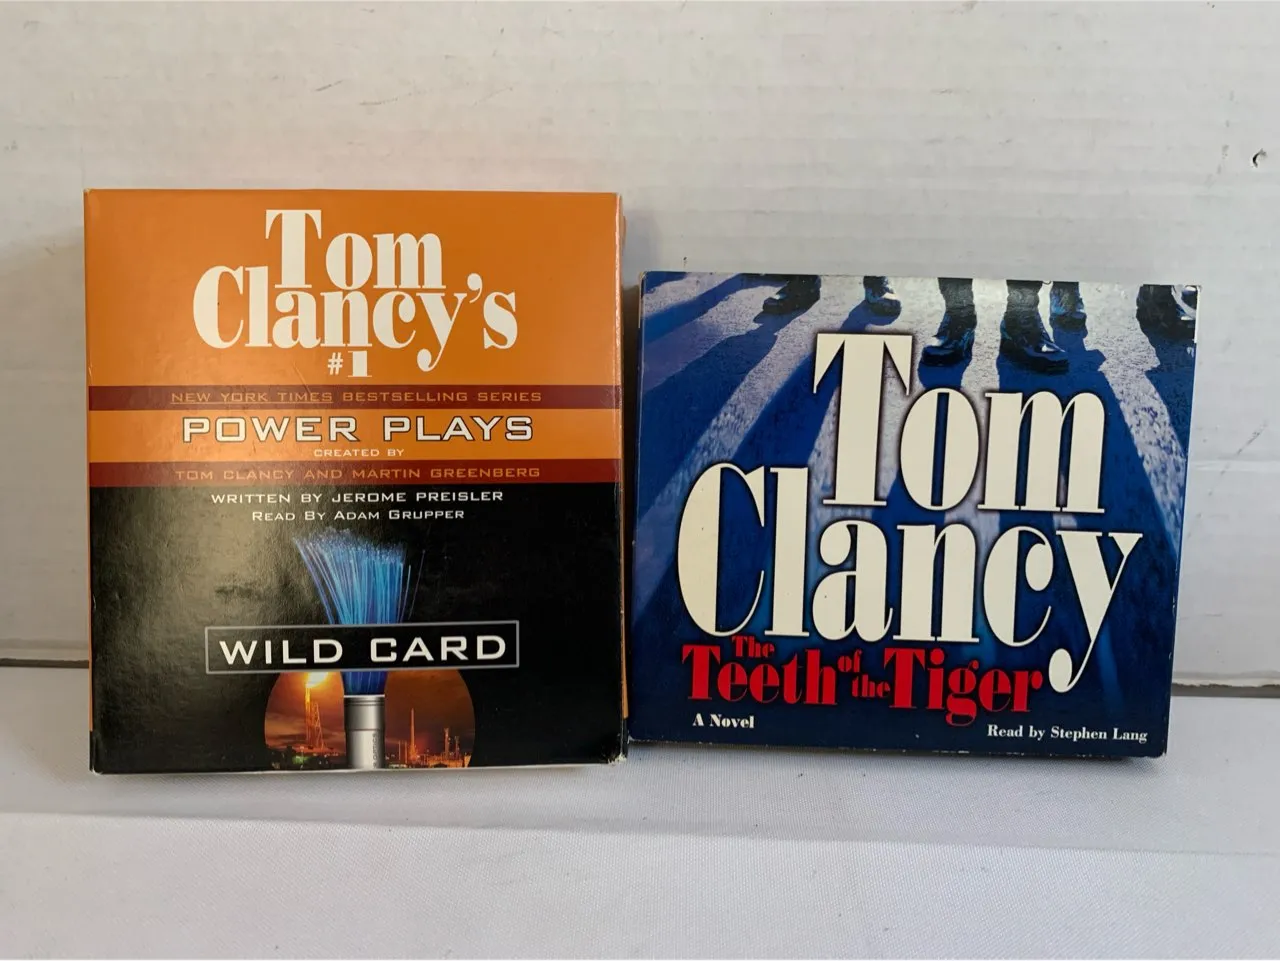 Tom
Clancy's
#1
NEW YORK TIMES BESTSELLING SERIES
POWER PLAYS
CREATED BY
TOM CLANCY AND MARTIN GREENBERG
WRITTEN BY JEROME PREISLER
READ BY ADAM GRUPPER
WILD CARD
Tom
Clancy
The
Teeth of the Tiger
A Novel
Read by Stephen Lang